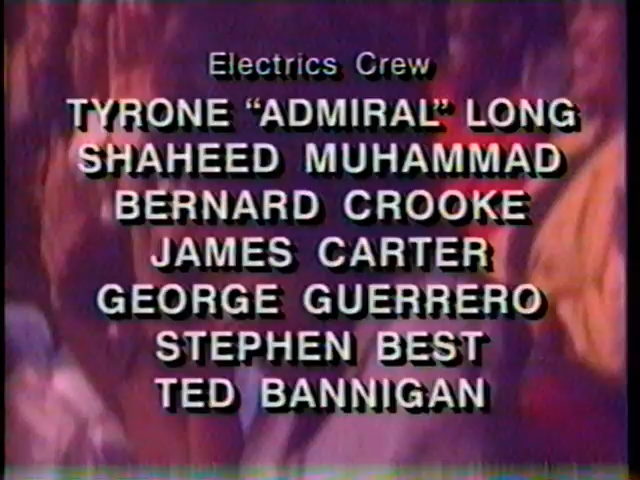 Electrics Crew
TYRONE “ADMIRAL” LONG
SHAHEED MUHAMMAD
BERNARD CROOKE
JAMES CARTER
GEORGE GUERRERO
STEPHEN BEST
TED BANNIGAN